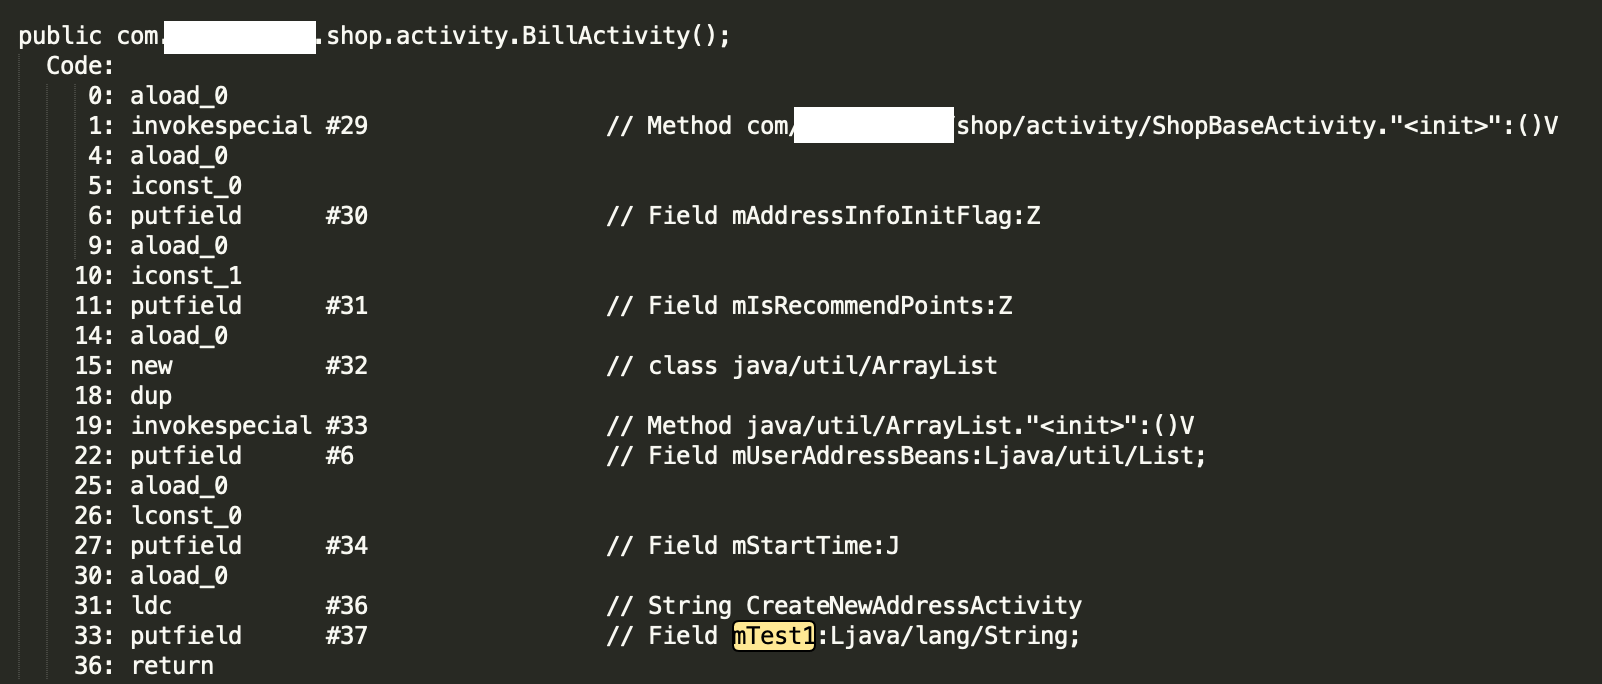 public com. .shop.activity.BillActivity();
Code:
0: aload_0
1: invokespecial #29 // Method com/ shop/activity/ShopBaseActivity."<init>":()V
4: aload_0
5: iconst_0
6: putfield #30 // Field mAddressInfoInitFlag:Z
9: aload_0
10: iconst_1
11: putfield #31 // Field mIsRecommendPoints:Z
14: aload_0
15: new #32 // class java/util/ArrayList
18: dup
19: invokespecial #33 // Method java/util/ArrayList."<init>":()V
22: putfield #6 // Field mUserAddressBeans:Ljava/util/List;
25: aload_0
26: lconst_0
27: putfield #34 // Field mStartTime:J
30: aload_0
31: ldc #36 // String CreateNewAddressActivity
33: putfield #37 // Field mTest1:Ljava/lang/String;
36: return